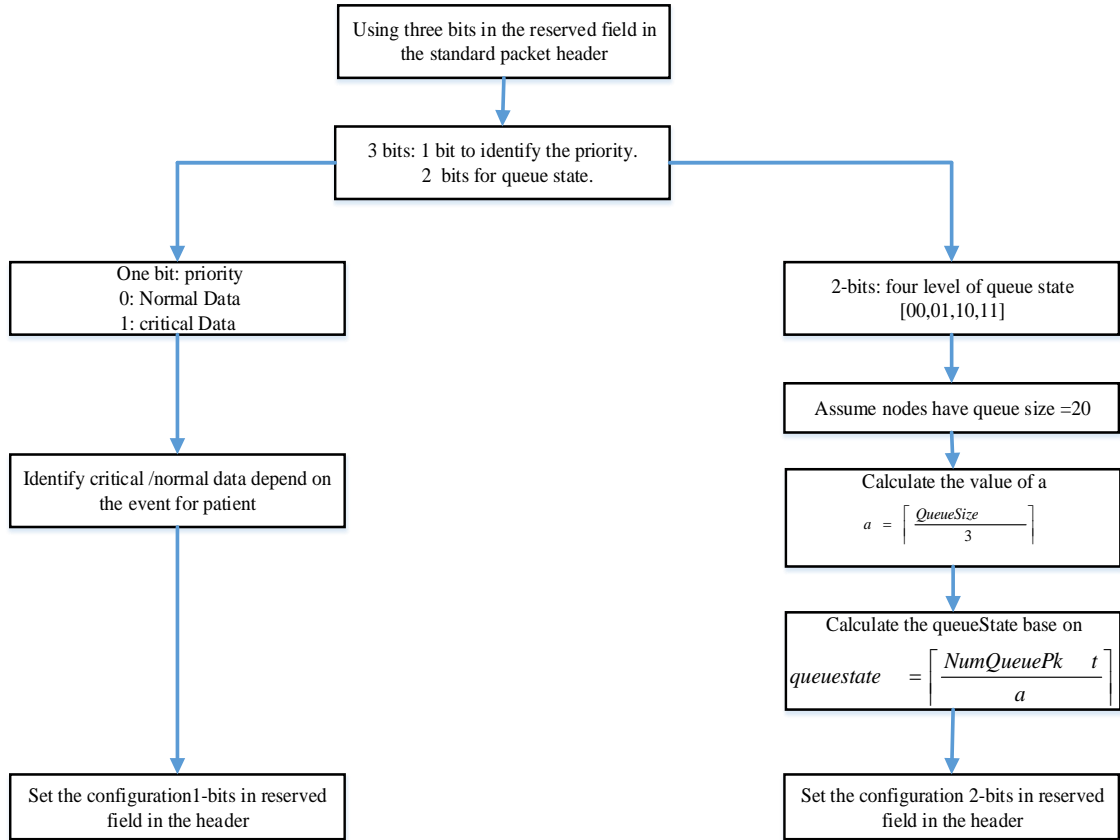 Using three bits in the reserved field in
the standard packet header
3 bits: 1 bit to identify the priority.
2 bits for queue state.
One bit: priority
0: Normal Data
1: critical Data
Identify critical /normal data depend on
the event for patient
Set the configuration1-bits in reserved
field in the header
2-bits: four level of queue state
[00,01,10,11]
Assume nodes have queue size =20
Calculate the value of a
a = ⌈ QueueSize / 3 ⌉
Calculate the queueState base on
queuestate = ⌈ NumQueuePk t / a ⌉
Set the configuration 2-bits in reserved
field in the header